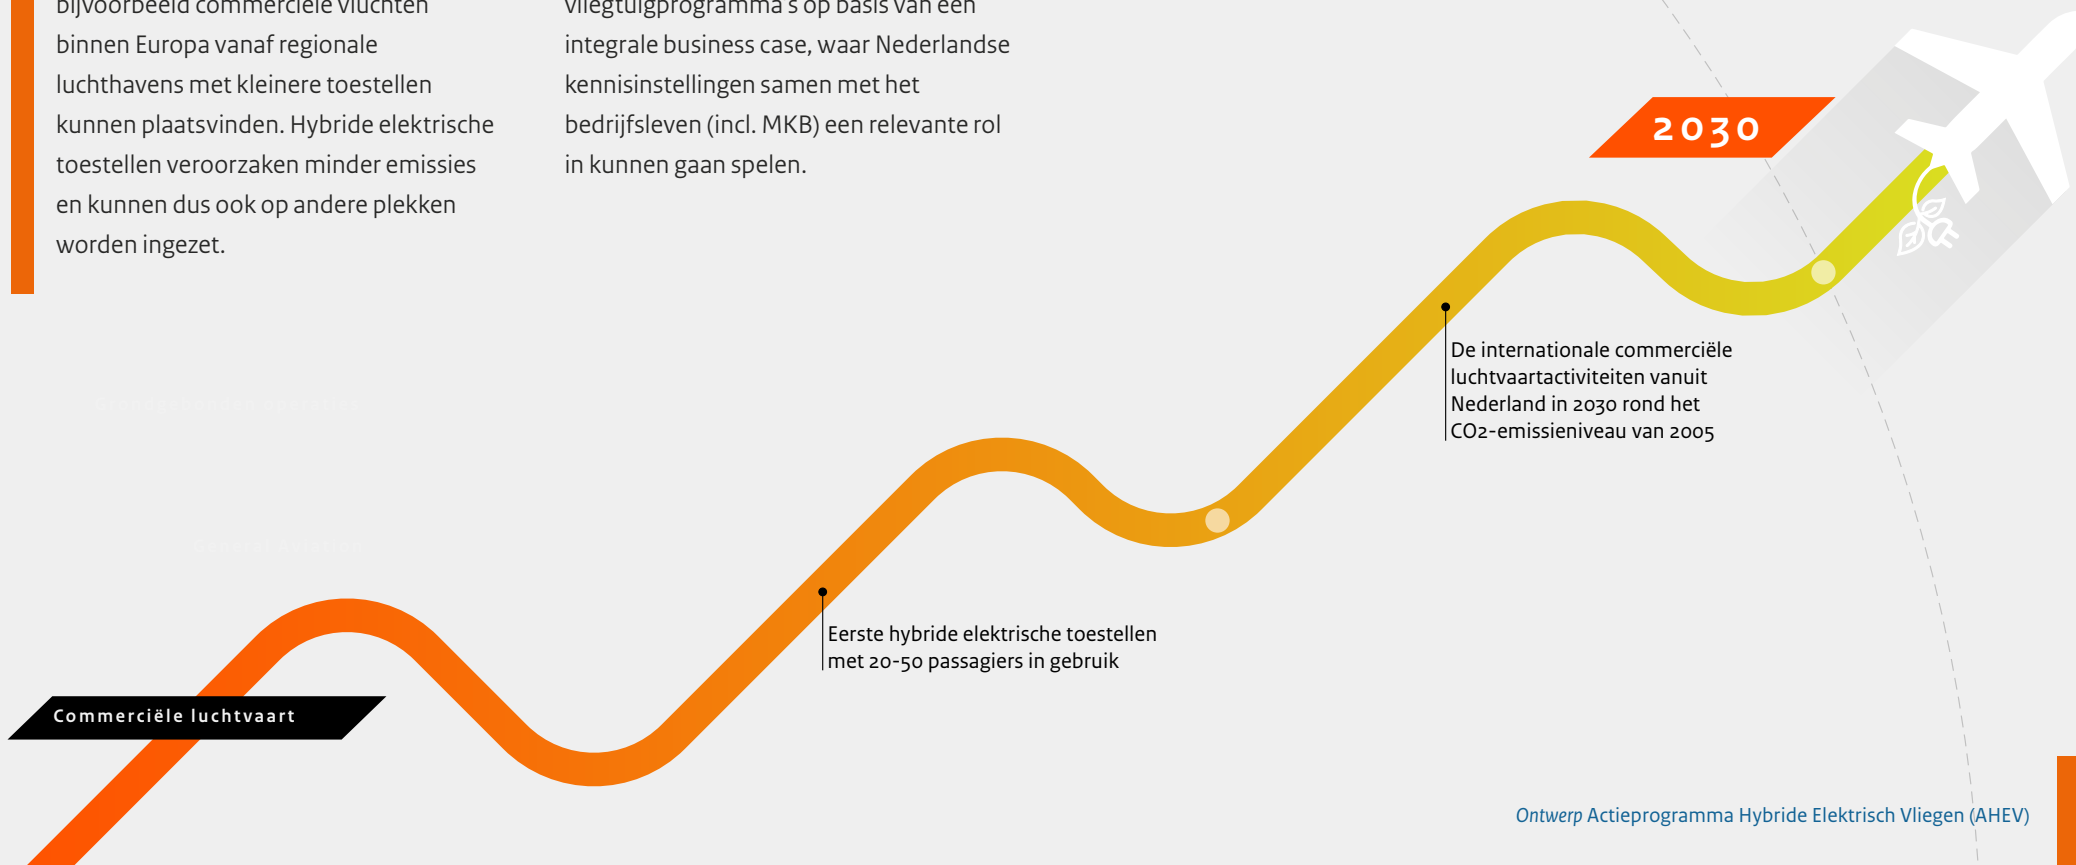 bijvoorbeeld commerciële vluchten
binnen Europa vanaf regionale
luchthavens met kleinere toestellen
kunnen plaatsvinden. Hybride elektrische
toestellen veroorzaken minder emissies
en kunnen dus ook op andere plekken
worden ingezet.
vliegtuigprogramma's op basis van een
integrale business case, waar Nederlandse
kennisinstellingen samen met het
bedrijfsleven (incl. MKB) een relevante rol
in kunnen gaan spelen.
2030
De internationale commerciële
luchtvaartactiviteiten vanuit
Nederland in 2030 rond het
CO2-emissieniveau van 2005
General Aviation
Eerste hybride elektrische toestellen
met 20-50 passagiers in gebruik
Commerciële luchtvaart
Ontwerp Actieprogramma Hybride Elektrisch Vliegen (AHEV)